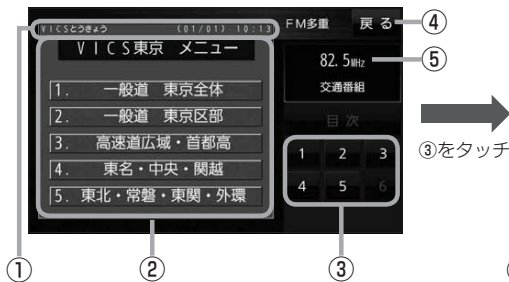 VICSとうきょう (01/01) 10:13 FM多重 戻る ④
① VICS東京 メニュー
82.5MHz ⑤
交通番組
1. 一般道 東京全体
2. 一般道 東京区部
3. 高速道広域・首都高
4. 東名・中央・関越
5. 東北・常磐・東関・外環
目次
1 2 3
4 5 6
③をタッチ
① ② ③